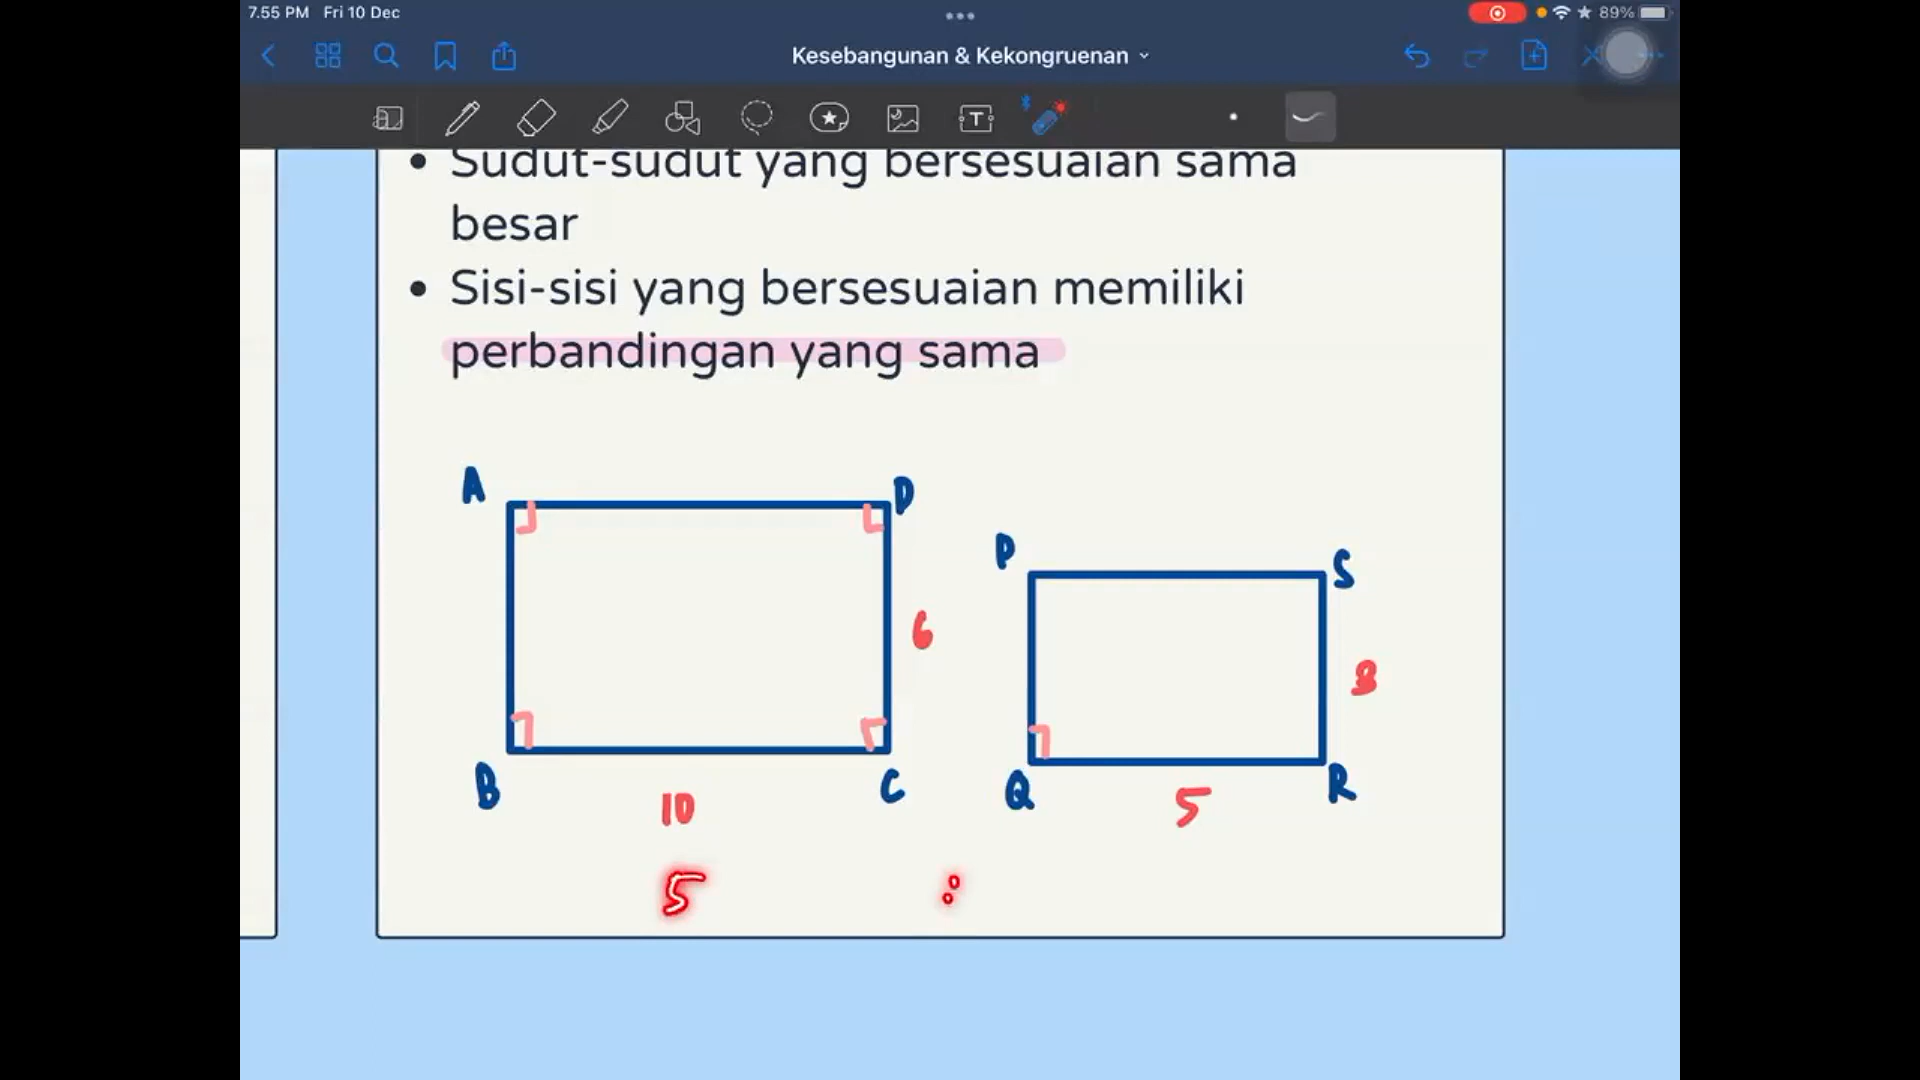 7.55 PM Fri 10 Dec
89%
Kesebangunan & Kekongruenan
T
• Sudut-sudut yang bersesuaian sama
besar
• Sisi-sisi yang bersesuaian memiliki
perbandingan yang sama
A
D
P
S
6
B
C
Q
R
10
5
5 :